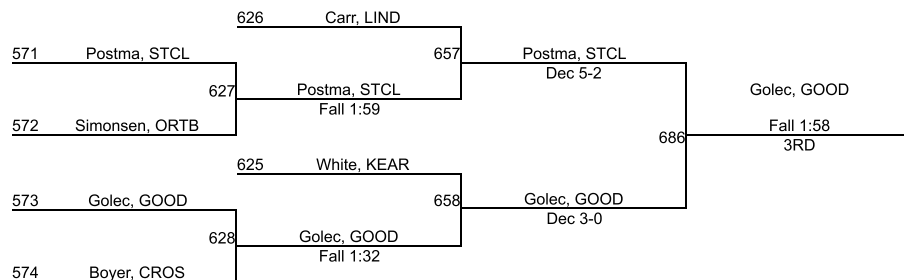 626 Carr, LIND
571 Postma, STCL
657 Postma, STCL
Dec 5-2
627 Postma, STCL
Fall 1:59
Golec, GOOD
572 Simonsen, ORTB
Fall 1:58
686
3RD
625 White, KEAR
573 Golec, GOOD
658 Golec, GOOD
Dec 3-0
628 Golec, GOOD
Fall 1:32
574 Boyer, CROS